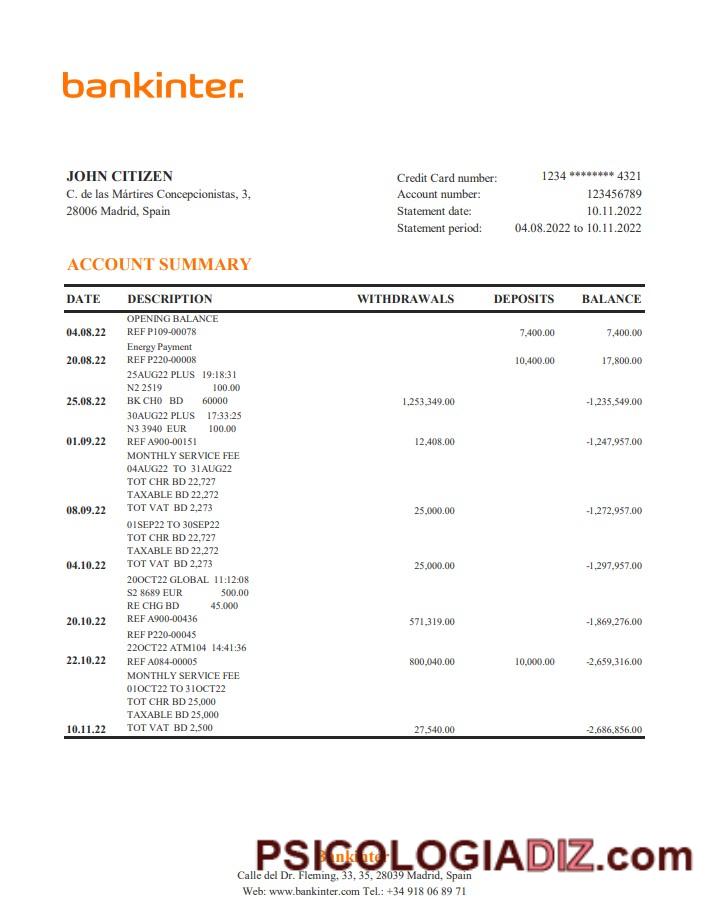 bankinter.
JOHN CITIZEN
C. de las Mártires Concepcionistas, 3,
28006 Madrid, Spain
Credit Card number: 1234 ******** 4321
Account number: 123456789
Statement date: 10.11.2022
Statement period: 04.08.2022 to 10.11.2022
ACCOUNT SUMMARY
DATE DESCRIPTION WITHDRAWALS DEPOSITS BALANCE
OPENING BALANCE
04.08.22 REF P109-00078 7,400.00 7,400.00
Energy Payment
20.08.22 REF P220-00008 10,400.00 17,800.00
25AUG22 PLUS 19:18:31
N2 2519 100.00
25.08.22 BK CH0 BD 60000 1,253,349.00 -1,235,549.00
30AUG22 PLUS 17:33:25
N3 3940 EUR 100.00
01.09.22 REF A900-00151 12,408.00 -1,247,957.00
MONTHLY SERVICE FEE
04AUG22 TO 31AUG22
TOT CHR BD 22,727
TAXABLE BD 22,272
08.09.22 TOT VAT BD 2,273 25,000.00 -1,272,957.00
01SEP22 TO 30SEP22
TOT CHR BD 22,727
TAXABLE BD 22,272
04.10.22 TOT VAT BD 2,273 25,000.00 -1,297,957.00
20OCT22 GLOBAL 11:12:08
S2 8689 EUR 500.00
RE CHG BD 45.000
20.10.22 REF A900-00436 571,319.00 -1,869,276.00
REF P220-00045
22OCT22 ATM104 14:41:36
22.10.22 REF A084-00005 800,040.00 10,000.00 -2,659,316.00
MONTHLY SERVICE FEE
01OCT22 TO 31OCT22
TOT CHR BD 25,000
TAXABLE BD 25,000
10.11.22 TOT VAT BD 2,500 27,540.00 -2,686,856.00
Bankinter
PSICOLOGIADIZ.com
Calle del Dr. Fleming, 33, 35, 28039 Madrid, Spain
Web: www.bankinter.com Tel.: +34 918 06 89 71